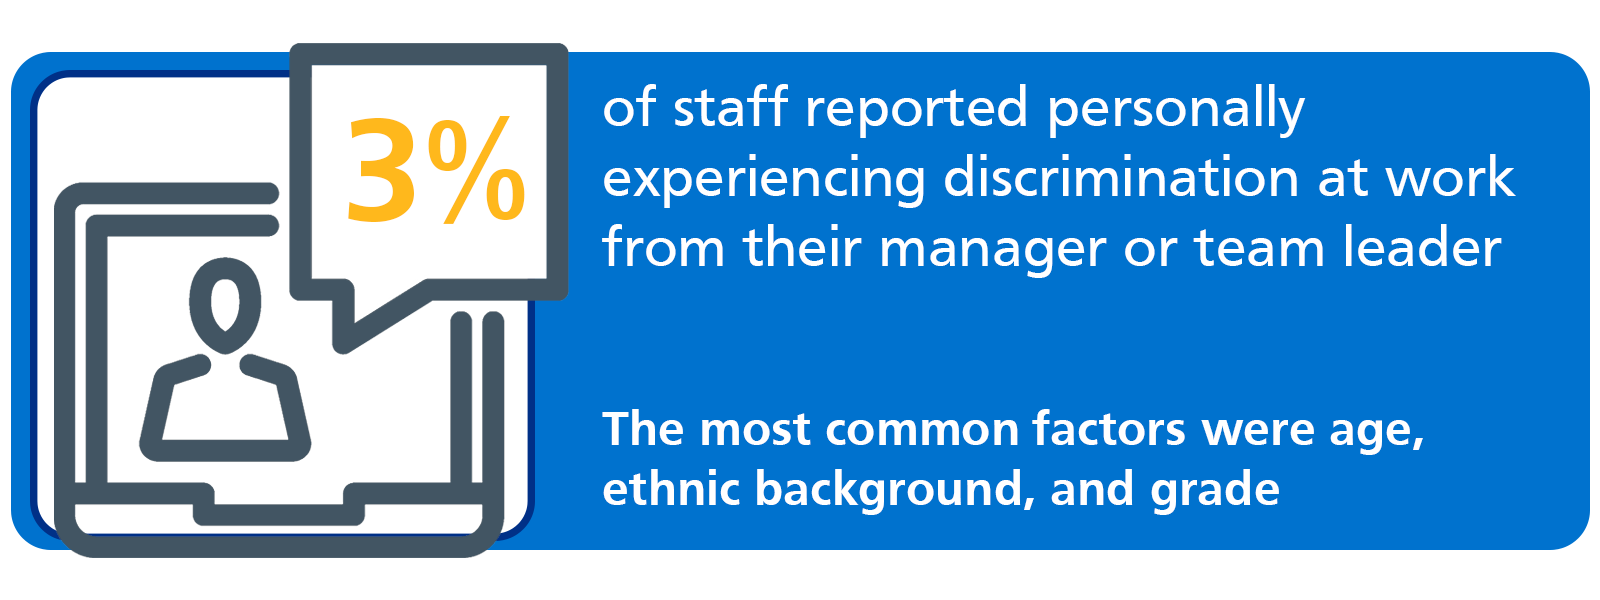 3%
of staff reported personally
experiencing discrimination at work
from their manager or team leader
The most common factors were age,
ethnic background, and grade